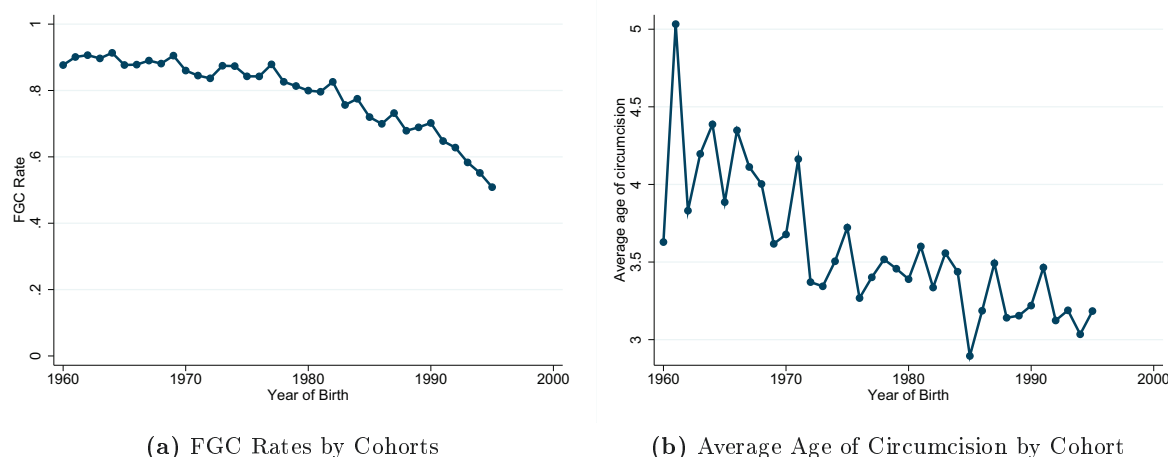 FGC Rate
1
.8
.6
.4
.2
0
1960 1970 1980 1990 2000
Year of Birth
(a) FGC Rates by Cohorts
Average age of circumcision
5
4.5
4
3.5
3
1960 1970 1980 1990 2000
Year of Birth
(b) Average Age of Circumcision by Cohort